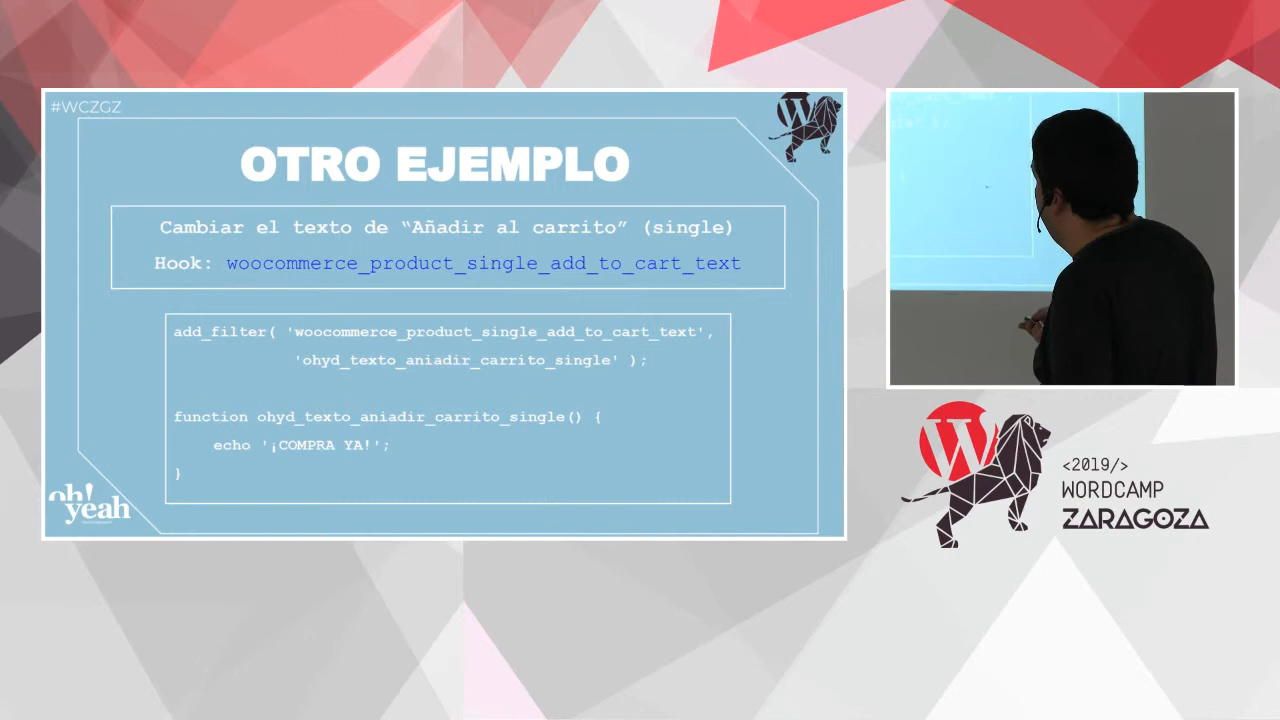 #WCZGZ
OTRO EJEMPLO
Cambiar el texto de “Añadir al carrito” (single)
Hook: woocommerce_product_single_add_to_cart_text
add_filter( 'woocommerce_product_single_add_to_cart_text',
'ohyd_texto_aniadir_carrito_single' );
function ohyd_texto_aniadir_carrito_single() {
echo '¡COMPRA YA!';
}
oh!
yeah
<2019/>
WORDCAMP
ZARAGOZA